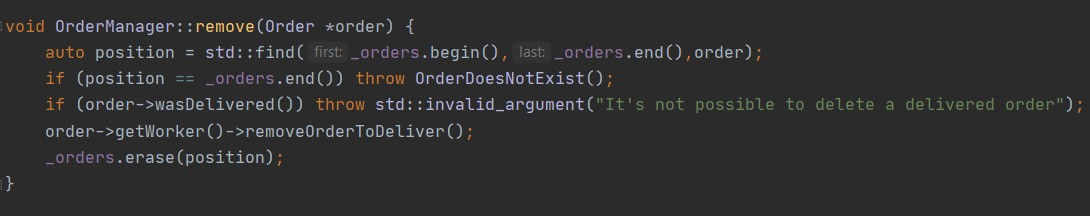 void OrderManager::remove(Order *order) {
    auto position = std::find( first: _orders.begin(), last: _orders.end(),order);
    if (position == _orders.end()) throw OrderDoesNotExist();
    if (order->wasDelivered()) throw std::invalid_argument("It's not possible to delete a delivered order");
    order->getWorker()->removeOrderToDeliver();
    _orders.erase(position);
}